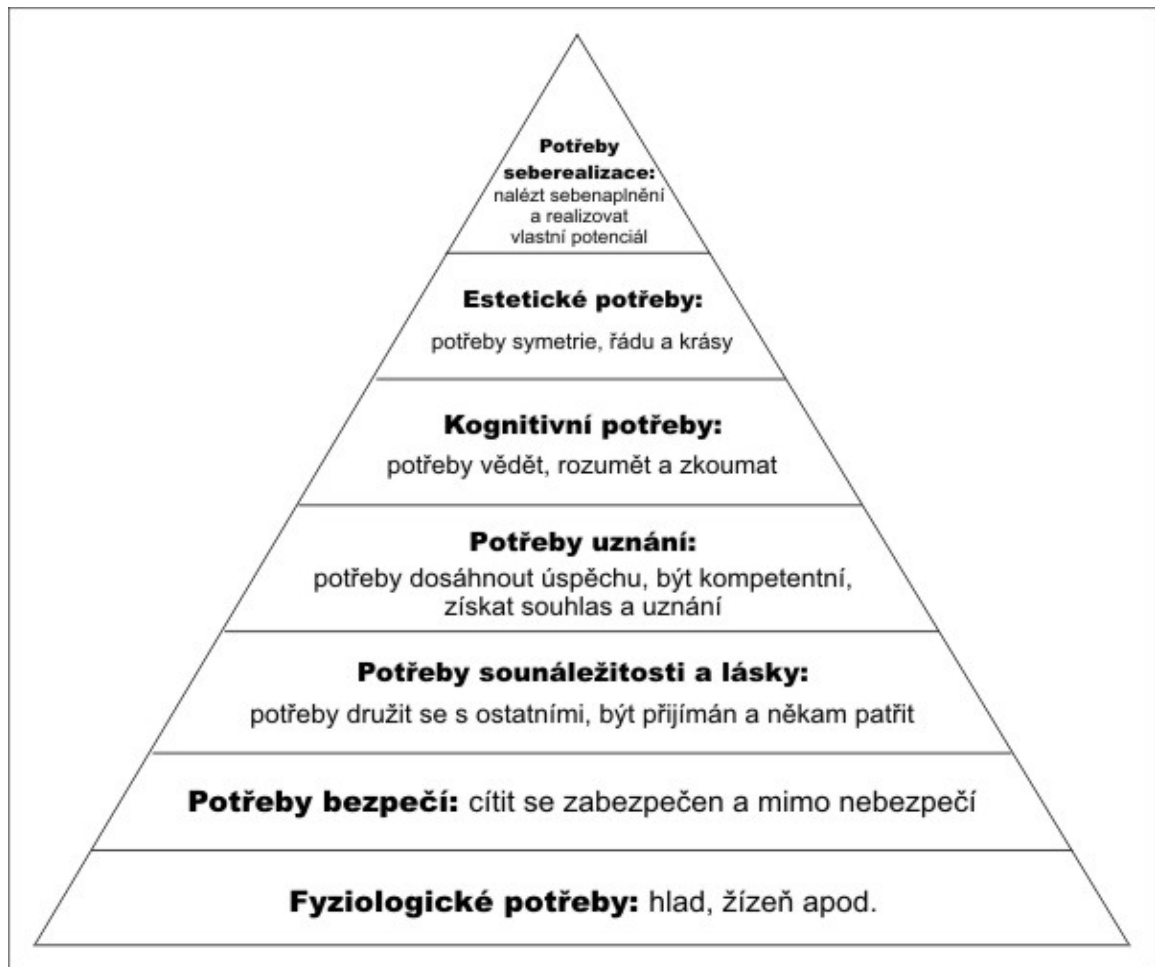 Potřeby
seberealizace:
nalézt sebenaplnění
a realizovat
vlastní potenciál
Estetické potřeby:
potřeby symetrie, řádu a krásy
Kognitivní potřeby:
potřeby vědět, rozumět a zkoumat
Potřeby uznání:
potřeby dosáhnout úspěchu, být kompetentní,
získat souhlas a uznání
Potřeby sounáležitosti a lásky:
potřeby družit se s ostatními, být přijímán a někam patřit
Potřeby bezpečí: cítit se zabezpečen a mimo nebezpečí
Fyziologické potřeby: hlad, žízeň apod.